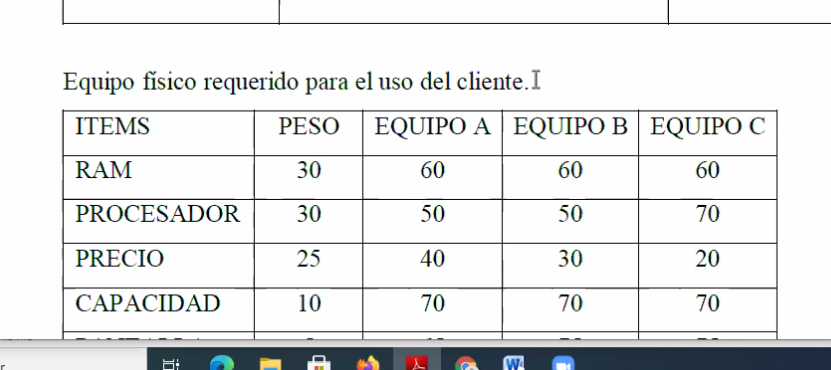 Equipo físico requerido para el uso del cliente.
ITEMS PESO EQUIPO A EQUIPO B EQUIPO C
RAM 30 60 60 60
PROCESADOR 30 50 50 70
PRECIO 25 40 30 20
CAPACIDAD 10 70 70 70